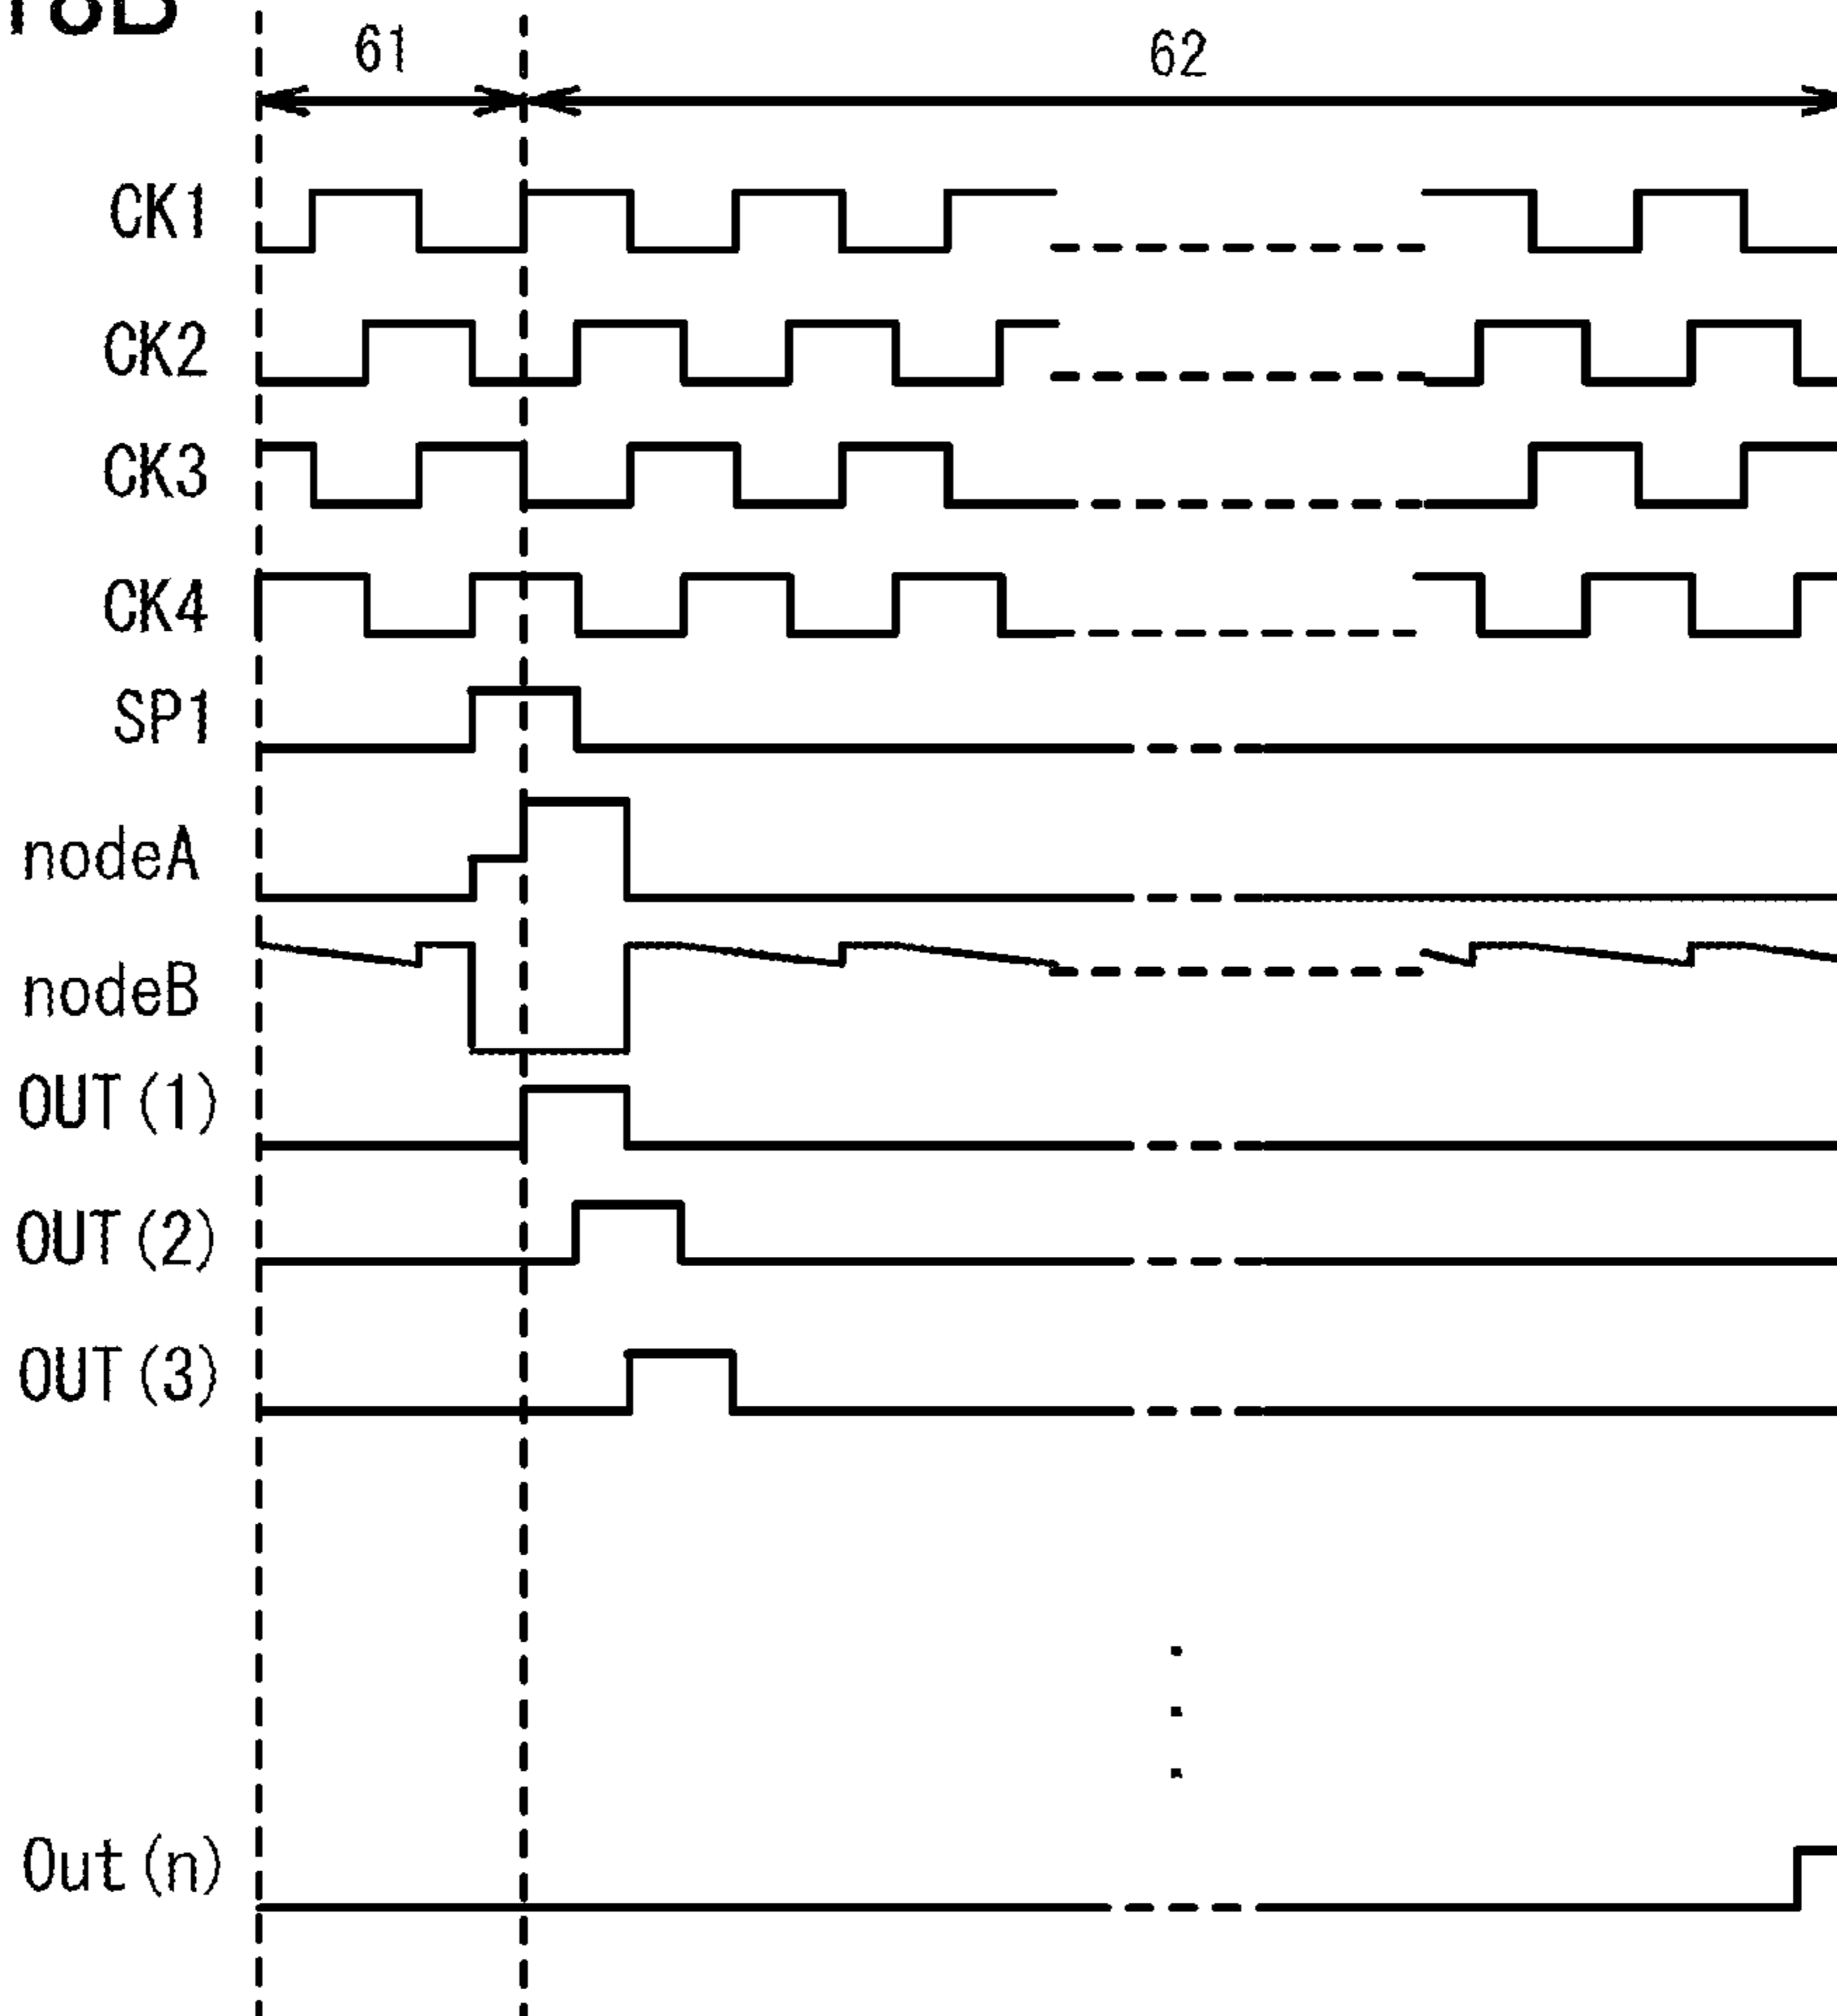 61
62
CK1
CK2
CK3
CK4
SP1
nodeA
nodeB
OUT(1)
OUT(2)
OUT(3)
Out(n)